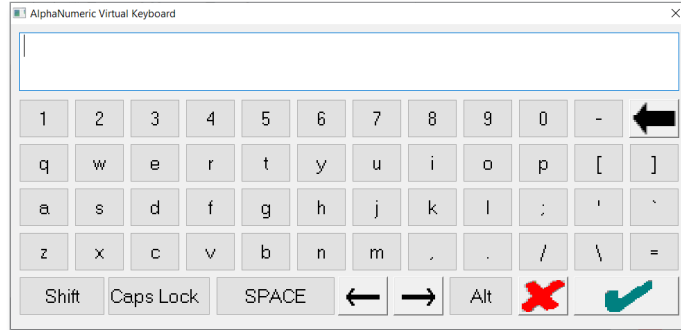 AlphaNumeric Virtual Keyboard
1 2 3 4 5 6 7 8 9 0 -
q w e r t y u i o p [ ]
a s d f g h j k l ; ' `
z x c v b n m , . / \ =
Shift Caps Lock SPACE Alt